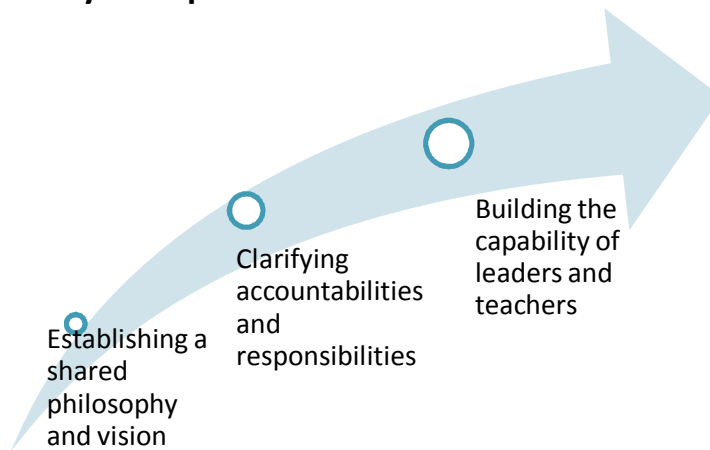 Establishing a
shared
philosophy
and vision
Clarifying
accountabilities
and
responsibilities
Building the
capability of
leaders and
teachers